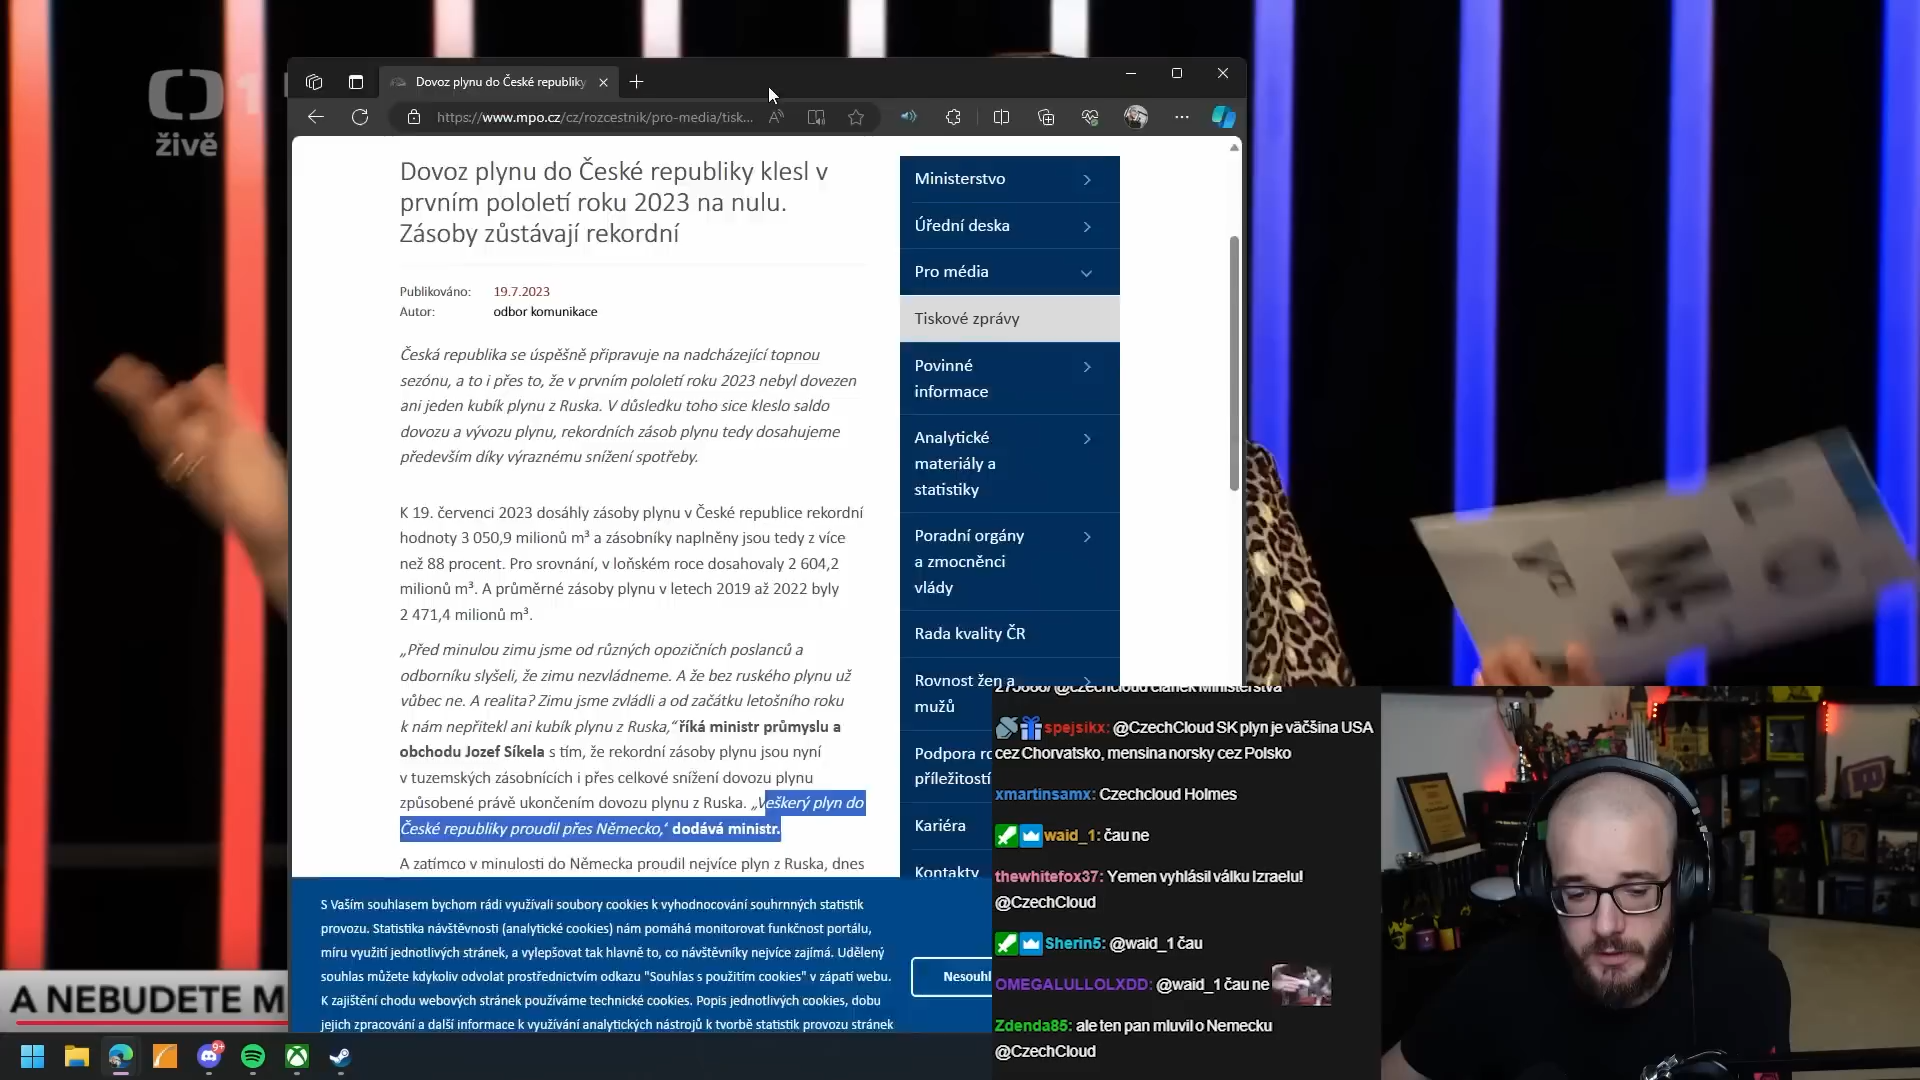 1
živě
Dovoz plynu do České republiky
https://www.mpo.cz/cz/rozcestnik/pro-media/tisk...
Dovoz plynu do České republiky klesl v
prvním pololetí roku 2023 na nulu.
Zásoby zůstávají rekordní
Publikováno: 19.7.2023
Autor: odbor komunikace
Česká republika se úspěšně připravuje na nadcházející topnou
sezónu, a to i přes to, že v prvním pololetí roku 2023 nebyl dovezen
ani jeden kubík plynu z Ruska. V důsledku toho sice kleslo saldo
dovozu a vývozu plynu, rekordních zásob plynu tedy dosahujeme
především díky výraznému snížení spotřeby.
K 19. červenci 2023 dosáhly zásoby plynu v České republice rekordní
hodnoty 3 050,9 milionů m³ a zásobníky naplněny jsou tedy z více
než 88 procent. Pro srovnání, v loňském roce dosahovaly 2 604,2
milionů m³. A průměrné zásoby plynu v letech 2019 až 2022 byly
2 471,4 milionů m³.
„Před minulou zimu jsme od různých opozičních poslanců a
odborníku slyšeli, že zimu nezvládneme. A že bez ruského plynu už
vůbec ne. A realita? Zimu jsme zvládli a od začátku letošního roku
k nám nepřitekl ani kubík plynu z Ruska,“ říká ministr průmyslu a
obchodu Jozef Síkela s tím, že rekordní zásoby plynu jsou nyní
v tuzemských zásobnících i přes celkové snížení dovozu plynu
způsobené právě ukončením dovozu plynu z Ruska. „Veškerý plyn do
České republiky proudil přes Německo,“ dodává ministr.
A zatímco v minulosti do Německa proudil nejvíce plyn z Ruska, dnes
Ministerstvo
Úřední deska
Pro média
Tiskové zprávy
Povinné
informace
Analytické
materiály a
statistiky
Poradní orgány
a zmocněnci
vlády
Rada kvality ČR
Rovnost žen a
mužů
Podpora ro
příležitostí
Kariéra
Kontakty
S Vaším souhlasem bychom rádi využívali soubory cookies k vyhodnocování souhrnných statistik
provozu. Statistika návštěvnosti (analytické cookies) nám pomáhá monitorovat funkčnost portálu,
míru využití jednotlivých stránek, a vylepšovat tak hlavně to, co návštěvníky nejvíce zajímá. Udělený
souhlas můžete kdykoliv odvolat prostřednictvím odkazu "Souhlas s použitím cookies" v zápatí webu.
K zajištění chodu webových stránek používáme technické cookies. Popis jednotlivých cookies, dobu
jejich zpracování a další informace k využívání analytických nástrojů k tvorbě statistik provozu stránek
Nesouhl
A NEBUDETE M
@czechcloud článek Ministerstva
spejsikx: @CzechCloud SK plyn je väčšina USA
cez Chorvatsko, mensina norsky cez Polsko
xmartinsamx: Czechcloud Holmes
waid_1: čau ne
thewhitefox37: Yemen vyhlásil válku Izraelu!
@CzechCloud
Sherin5: @waid_1 čau
OMEGALULLOLXDD: @waid_1 čau ne
Zdenda85: ale ten pan mluvil o Nemecku
@CzechCloud
9+